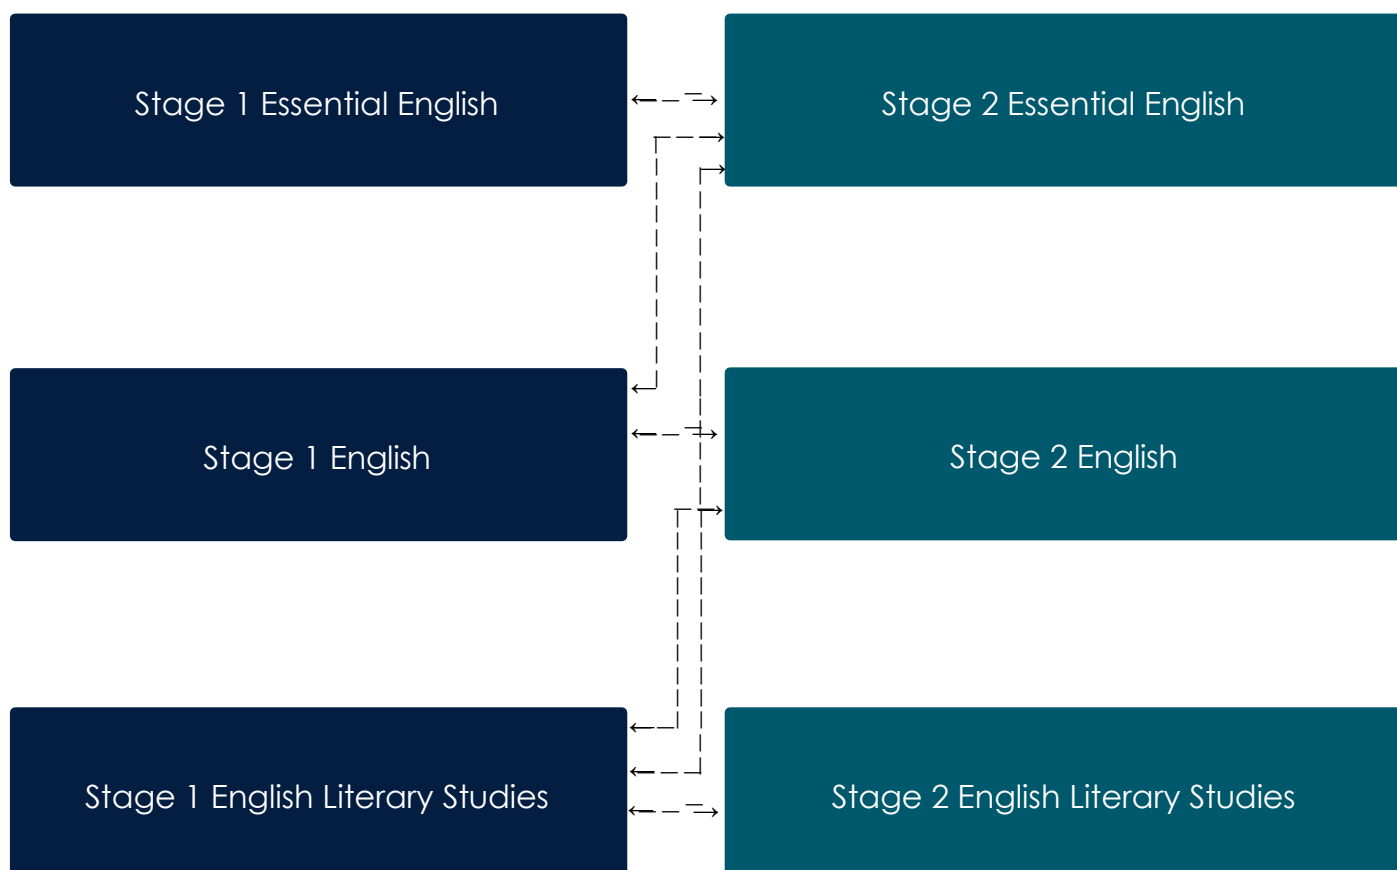 Stage 1 Essential English
Stage 2 Essential English
Stage 1 English
Stage 2 English
Stage 1 English Literary Studies
Stage 2 English Literary Studies